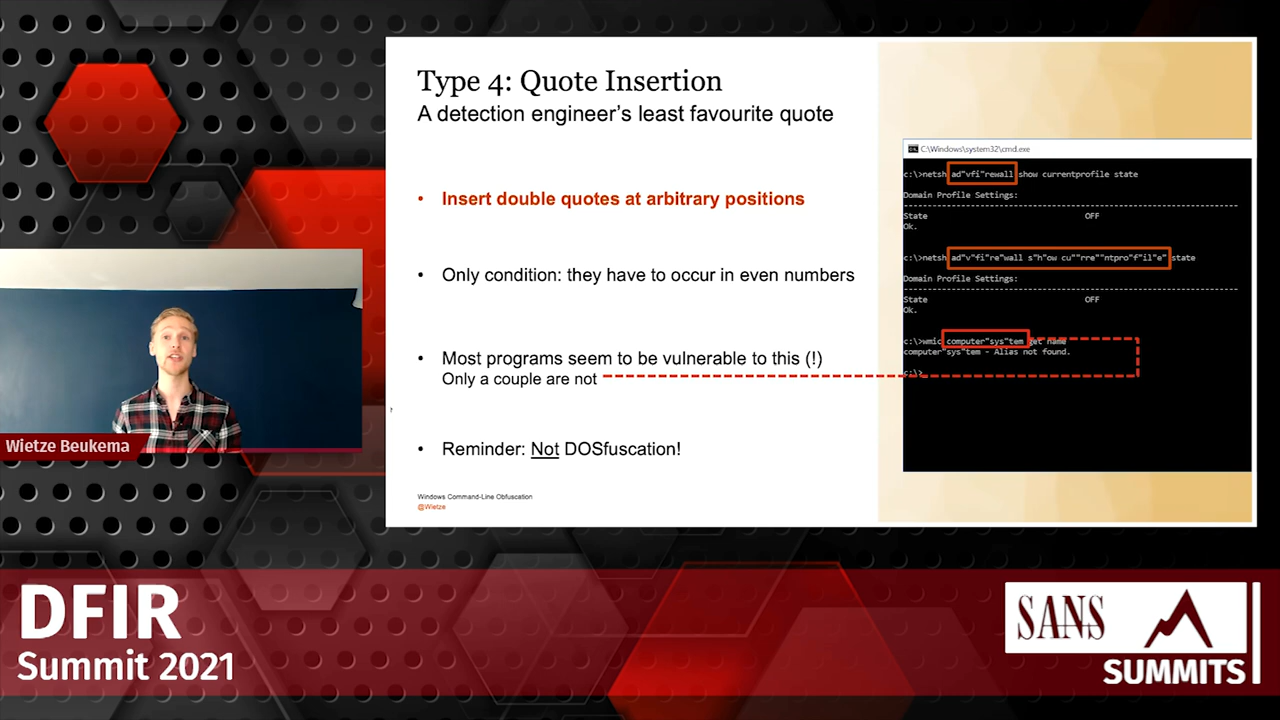 Type 4: Quote Insertion
A detection engineer's least favourite quote
• Insert double quotes at arbitrary positions
• Only condition: they have to occur in even numbers
• Most programs seem to be vulnerable to this (!)
Only a couple are not
• Reminder: Not DOSfuscation!
Windows Command-Line Obfuscation
@Wietze
C:\Windows\system32\cmd.exe
c:\>netsh ad"vfi"rewall show currentprofile state
Domain Profile Settings:
----------------------------------------------------------------------
State OFF
Ok.
c:\>netsh ad"v"fi"re"wall s"h"ow cu""rre""ntpro"f"il"e" state
Domain Profile Settings:
----------------------------------------------------------------------
State OFF
Ok.
c:\>wmic computer"sys"tem get name
computer"sys"tem - Alias not found.
c:\>
Wietze Beukema
DFIR
Summit 2021
SANS
SUMMITS